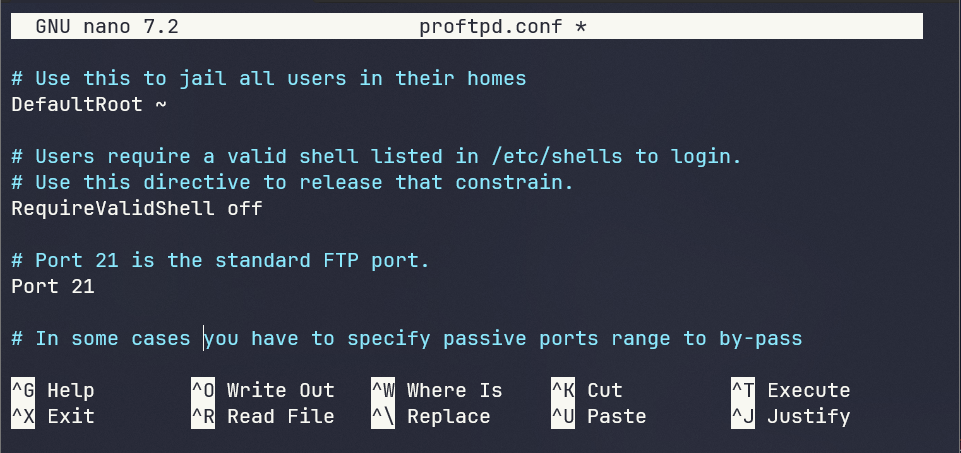 GNU nano 7.2 proftpd.conf *
# Use this to jail all users in their homes
DefaultRoot ~
# Users require a valid shell listed in /etc/shells to login.
# Use this directive to release that constrain.
RequireValidShell off
# Port 21 is the standard FTP port.
Port 21
# In some cases you have to specify passive ports range to by-pass
^G Help ^O Write Out ^W Where Is ^K Cut ^T Execute
^X Exit ^R Read File ^\ Replace ^U Paste ^J Justify